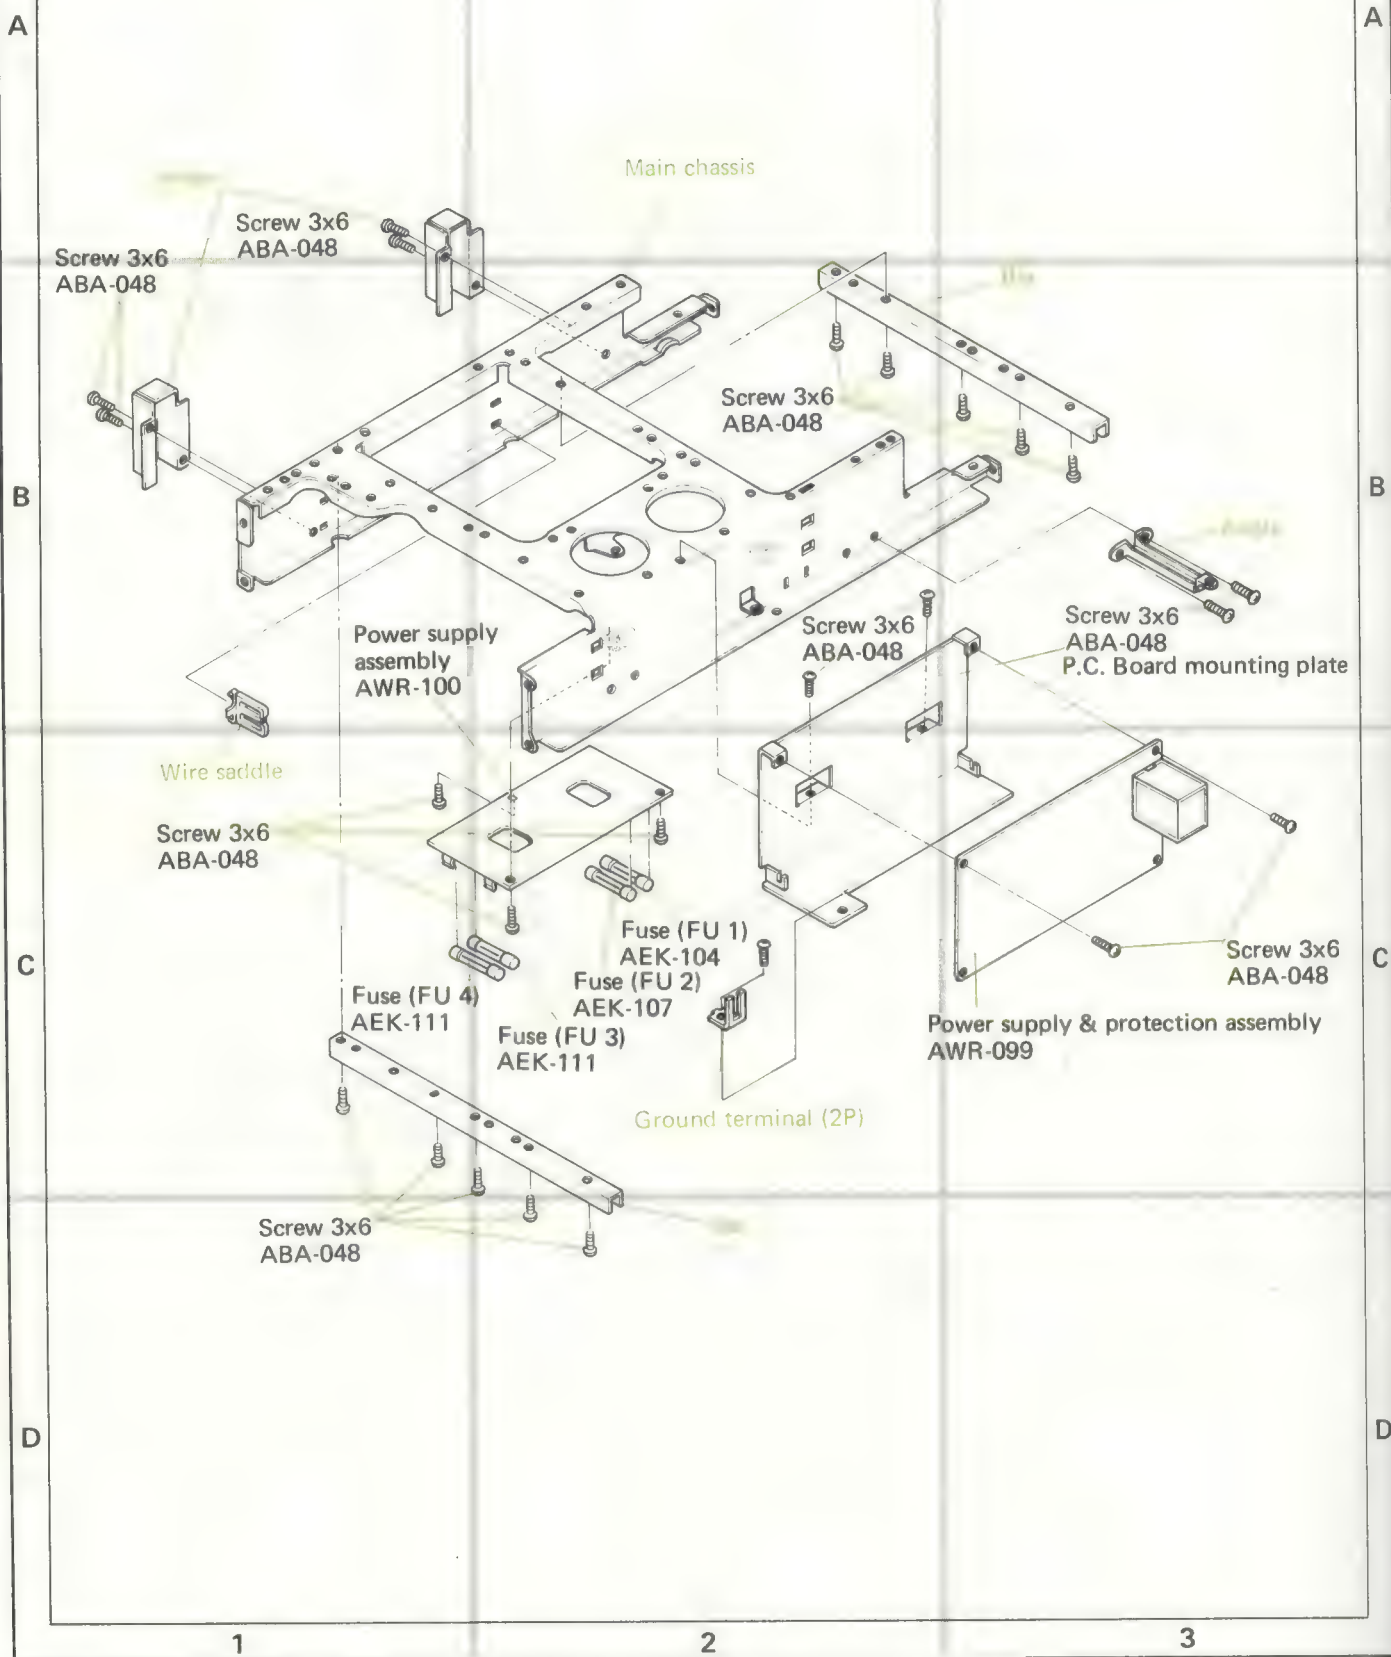 A
A
Main chassis
Screw 3x6
ABA-048
Screw 3x6
ABA-048
Screw 3x6
ABA-048
B
B
Screw 3x6
ABA-048
Screw 3x6
ABA-048
P.C. Board mounting plate
Power supply
assembly
AWR-100
Wire saddle
Screw 3x6
ABA-048
Fuse (FU 1)
AEK-104
Fuse (FU 2)
AEK-107
Fuse (FU 4)
AEK-111
Fuse (FU 3)
AEK-111
C
C
Screw 3x6
ABA-048
Power supply & protection assembly
AWR-099
Ground terminal (2P)
Screw 3x6
ABA-048
D
D
1
2
3